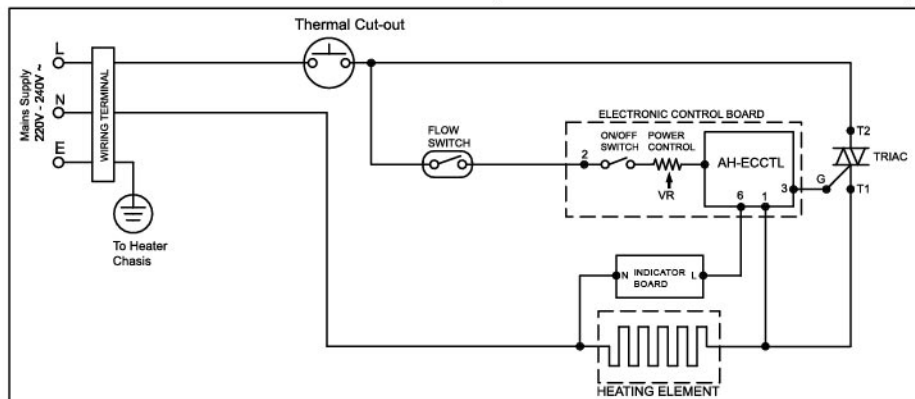 Thermal Cut-out
Mains Supply
220V - 240V ~
L
N
E
WIRING TERMINAL
To Heater
Chasis
FLOW
SWITCH
ELECTRONIC CONTROL BOARD
2
ON/OFF
SWITCH
POWER
CONTROL
VR
AH-ECCTL
6
1
3
G
T2
TRIAC
T1
N
INDICATOR
BOARD
L
HEATING ELEMENT